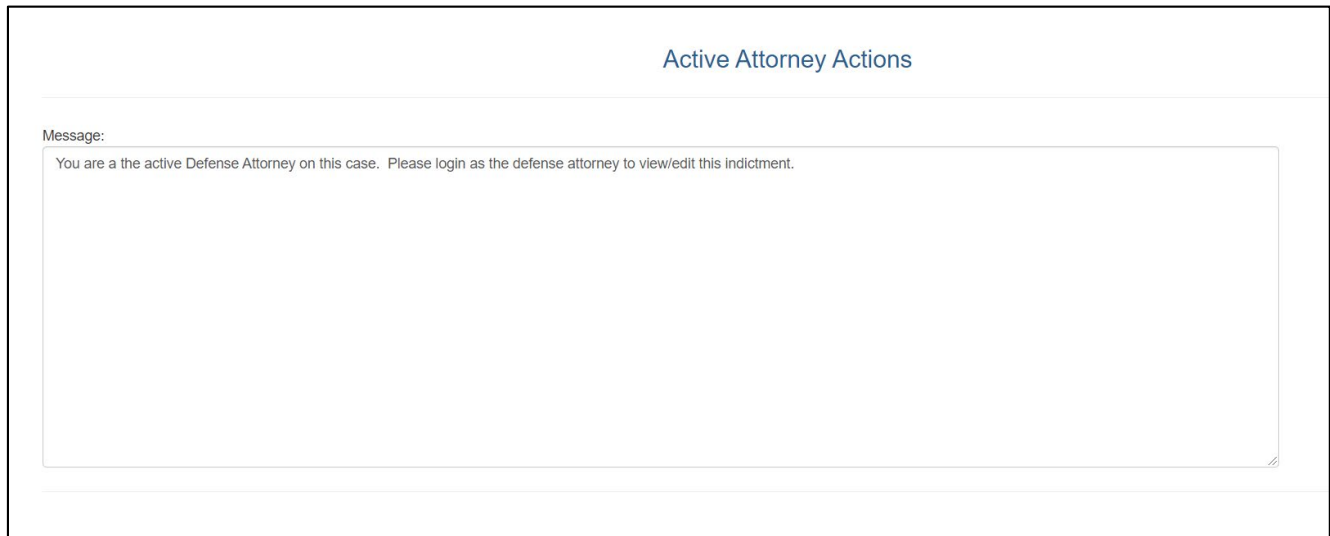 Active Attorney Actions
Message:
You are a the active Defense Attorney on this case.  Please login as the defense attorney to view/edit this indictment.